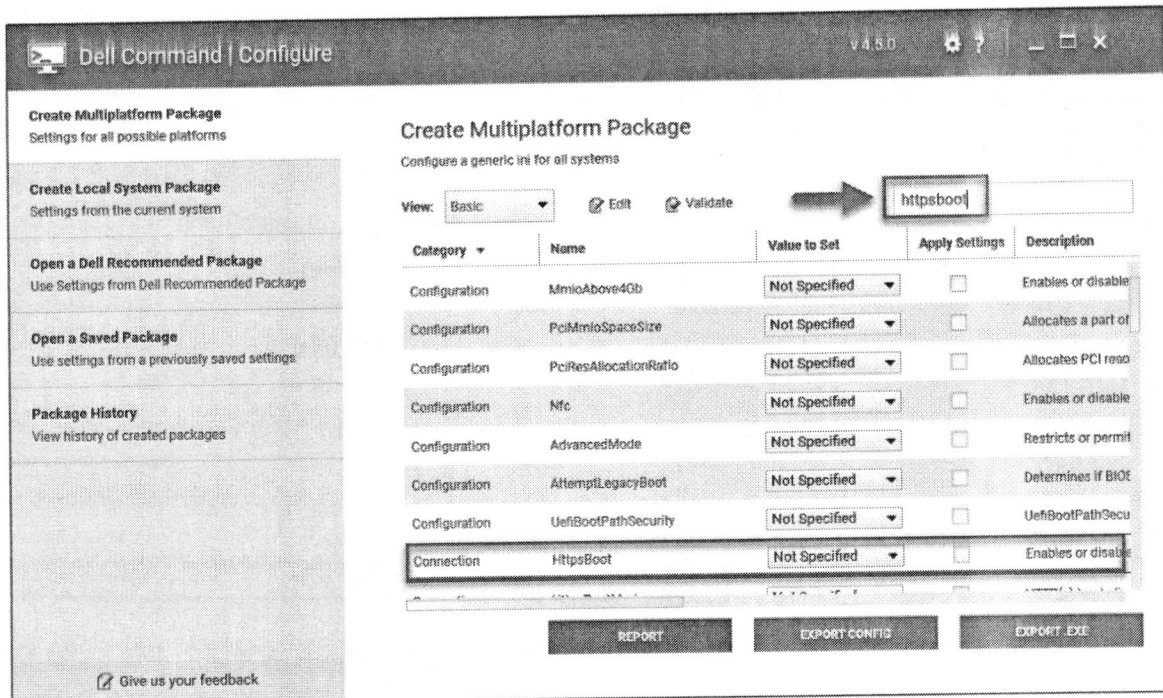 Dell Command | Configure
V 4.5.0
?
Create Multiplatform Package
Settings for all possible platforms
Create Local System Package
Settings from the current system
Open a Dell Recommended Package
Use Settings from Dell Recommended Package
Open a Saved Package
Use settings from a previously saved settings
Package History
View history of created packages
Give us your feedback
Create Multiplatform Package
Configure a generic ini for all systems
View: Basic Edit Validate httpsboot
Category Name Value to Set Apply Settings Description
Configuration MmioAbove4Gb Not Specified Enables or disable
Configuration PciMmioSpaceSize Not Specified Allocates a part of
Configuration PciResAllocationRatio Not Specified Allocates PCI reso
Configuration Nfc Not Specified Enables or disable
Configuration AdvancedMode Not Specified Restricts or permit
Configuration AttemptLegacyBoot Not Specified Determines if BIOS
Configuration UefiBootPathSecurity Not Specified UefiBootPathSecu
Connection HttpsBoot Not Specified Enables or disable
REPORT EXPORT CONFIG EXPORT .EXE